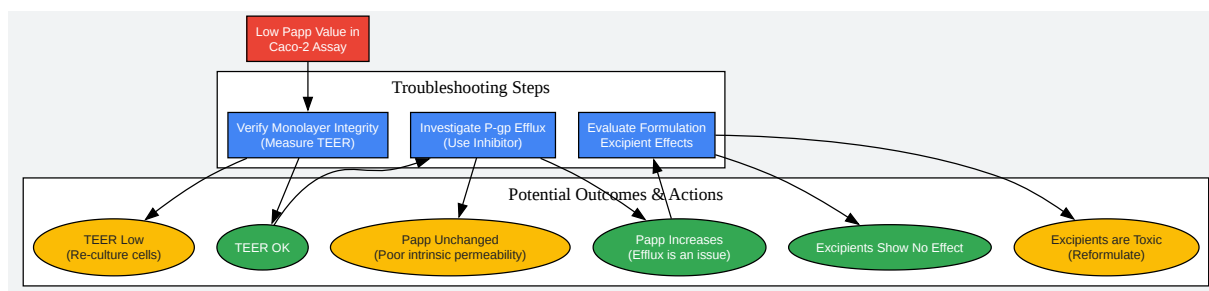 Low Papp Value in
Caco-2 Assay
Troubleshooting Steps
Verify Monolayer Integrity
(Measure TEER)
Investigate P-gp Efflux
(Use Inhibitor)
Evaluate Formulation
Excipient Effects
Potential Outcomes & Actions
TEER Low
(Re-culture cells)
TEER OK
Papp Unchanged
(Poor intrinsic permeability)
Papp Increases
(Efflux is an issue)
Excipients Show No Effect
Excipients are Toxic
(Reformulate)